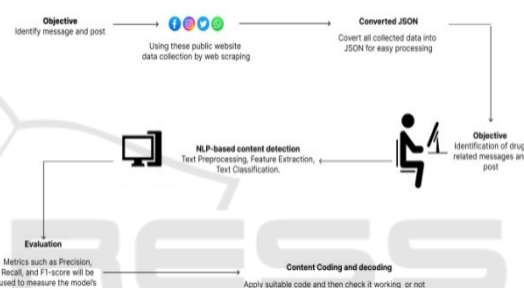 Objective
Identify message and post
Using these public website
data collection by web scraping
Converted JSON
Covert all collected data into
JSON for easy processing
Objective
Identification of drug
related messages an
post
NLP-based content detection
Text Preprocessing, Feature Extraction,
Text Classification.
Evaluation
Metrics such as Precision,
Recall, and F1-score will be
used to measure the model's
Content Coding and decoding
Apply suitable code and then check it working or not
RESS